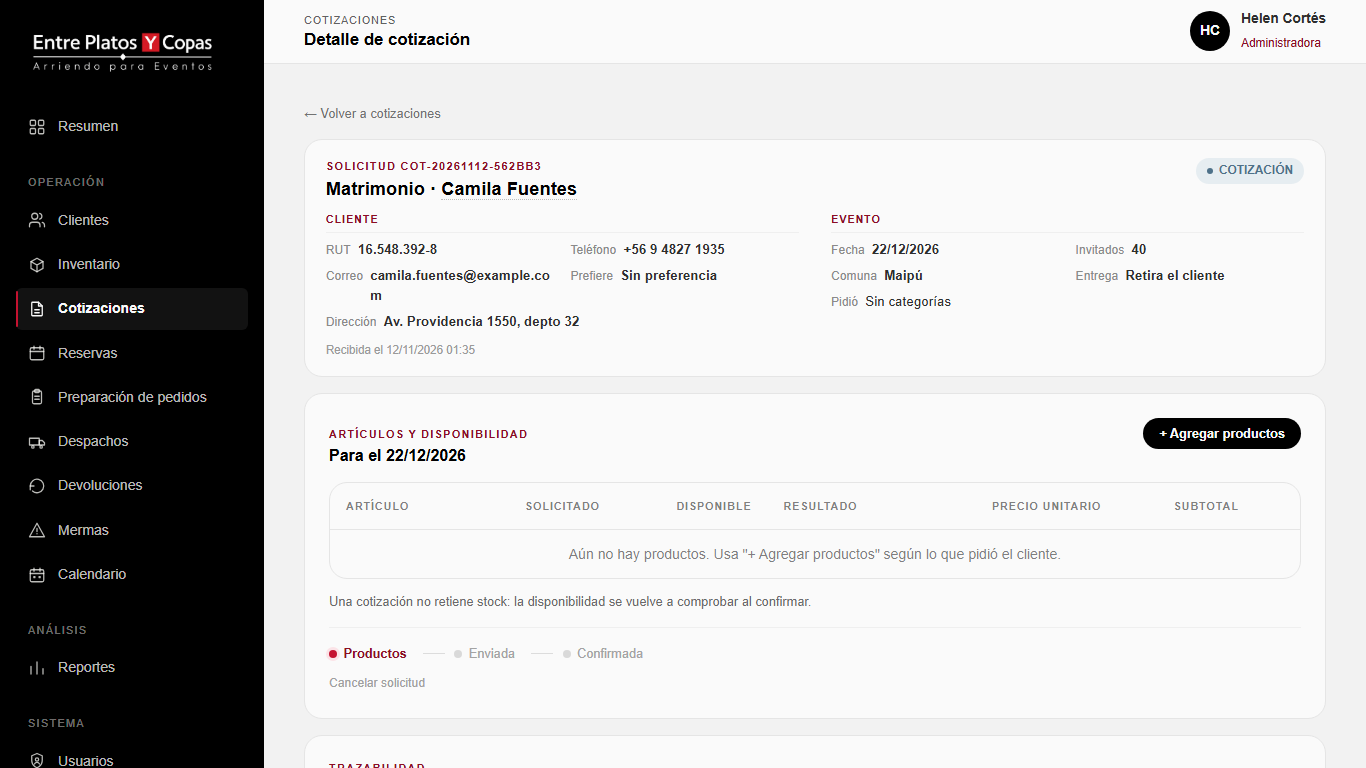 Entre Platos Y Copas
Arriendo para Eventos
Resumen
OPERACIÓN
Clientes
Inventario
Cotizaciones
Reservas
Preparación de pedidos
Despachos
Devoluciones
Mermas
Calendario
ANÁLISIS
Reportes
SISTEMA
Usuarios
COTIZACIONES
Detalle de cotización
HC
Helen Cortés
Administradora
← Volver a cotizaciones
SOLICITUD COT-20261112-562BB3
COTIZACIÓN
Matrimonio · Camila Fuentes
CLIENTE
RUT 16.548.392-8
Teléfono +56 9 4827 1935
Correo camila.fuentes@example.co
m
Prefiere Sin preferencia
Dirección Av. Providencia 1550, depto 32
Recibida el 12/11/2026 01:35
EVENTO
Fecha 22/12/2026
Invitados 40
Comuna Maipú
Entrega Retira el cliente
Pidió Sin categorías
ARTÍCULOS Y DISPONIBILIDAD
Para el 22/12/2026
+ Agregar productos
ARTÍCULO SOLICITADO DISPONIBLE RESULTADO PRECIO UNITARIO SUBTOTAL
Aún no hay productos. Usa "+ Agregar productos" según lo que pidió el cliente.
Una cotización no retiene stock: la disponibilidad se vuelve a comprobar al confirmar.
Productos Enviada Confirmada
Cancelar solicitud
TRAZABILIDAD